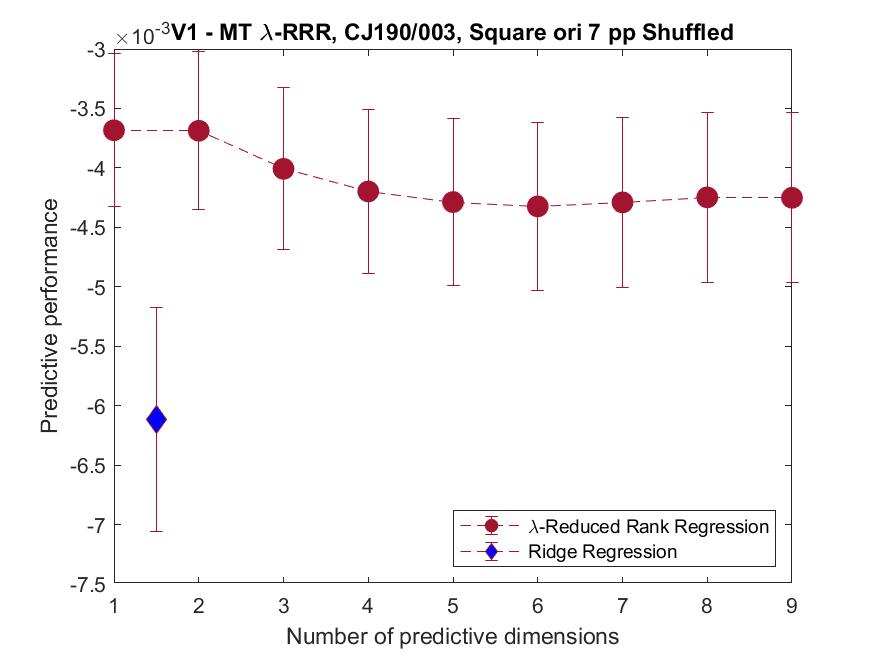 ×10-3
V1 - MT λ-RRR, CJ190/003, Square ori 7 pp Shuffled
-3
-3.5
-4
-4.5
-5
-5.5
-6
-6.5
-7
-7.5
Predictive performance
λ-Reduced Rank Regression
Ridge Regression
1 2 3 4 5 6 7 8 9
Number of predictive dimensions